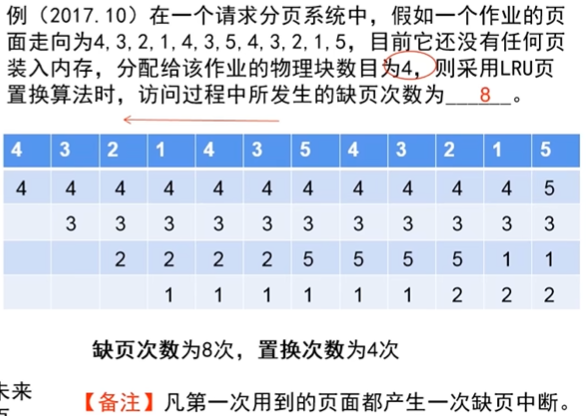 例（2017.10）在一个请求分页系统中，假如一个作业的页
面走向为4,3,2,1,4,3,5,4,3,2,1,5，目前它还没有任何页
装入内存，分配给该作业的物理块数目为4，则采用LRU页
置换算法时，访问过程中所发生的缺页次数为__8__。
4 3 2 1 4 3 5 4 3 2 1 5
4 4 4 4 4 4 4 4 4 4 4 5
3 3 3 3 3 3 3 3 3 3 3
2 2 2 2 5 5 5 5 1 1
1 1 1 1 1 1 2 2 2
缺页次数为8次，置换次数为4次
未来
【备注】凡第一次用到的页面都产生一次缺页中断。